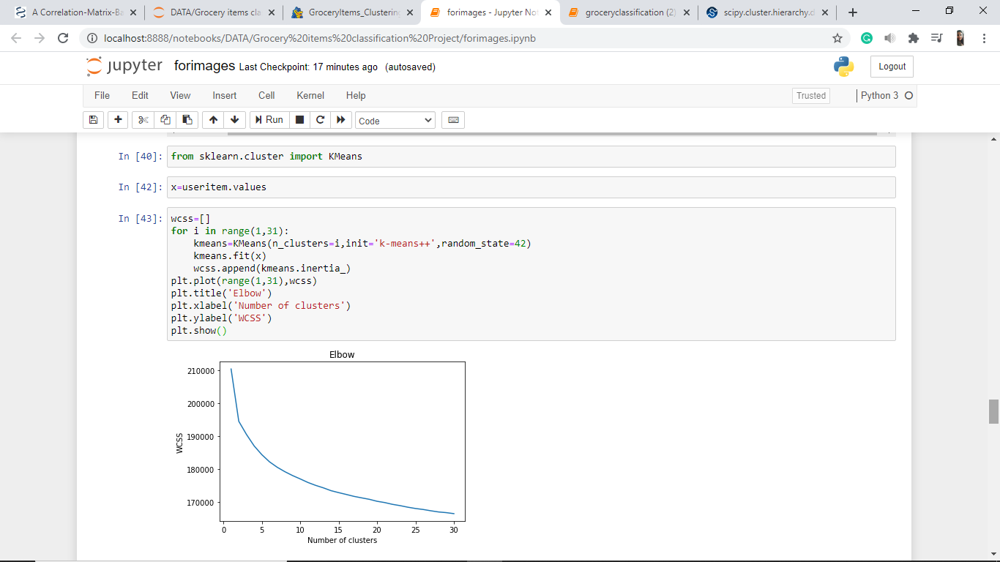 A Correlation-Matrix-Ba
DATA/Grocery items cla
GroceryItems_Clustering
forimages - Jupyter Not
groceryclassification (2)
scipy.cluster.hierarchy.d
localhost:8888/notebooks/DATA/Grocery%20items%20classification%20Project/forimages.ipynb
jupyter forimages Last Checkpoint: 17 minutes ago (autosaved)
Logout
File Edit View Insert Cell Kernel Help
Trusted
Python 3
Run
Code
In [40]: from sklearn.cluster import KMeans
In [42]: x=useritem.values
In [43]: wcss=[]
for i in range(1,31):
    kmeans=KMeans(n_clusters=i,init='k-means++',random_state=42)
    kmeans.fit(x)
    wcss.append(kmeans.inertia_)
plt.plot(range(1,31),wcss)
plt.title('Elbow')
plt.xlabel('Number of clusters')
plt.ylabel('WCSS')
plt.show()
Elbow
210000
200000
190000
180000
170000
WCSS
0 5 10 15 20 25 30
Number of clusters